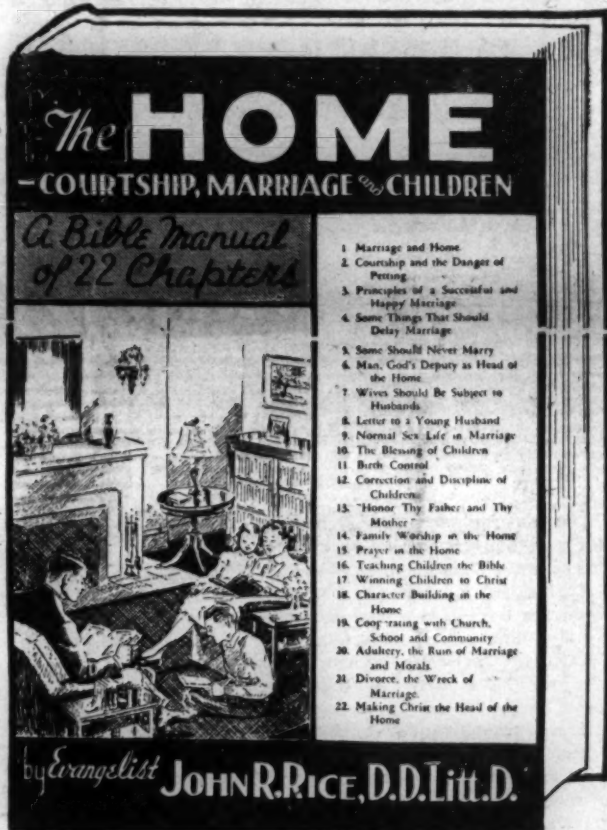 The HOME
—COURTSHIP, MARRIAGE and CHILDREN
A Bible Manual
of 22 Chapters
1 Marriage and Home
2. Courtship and the Danger of
Petting
3. Principles of a Successful and
Happy Marriage
4. Some Things That Should
Delay Marriage
5. Some Should Never Marry
6. Man, God's Deputy as Head of
the Home
7. Wives Should Be Subject to
Husbands
8. Letter to a Young Husband
9. Normal Sex Life in Marriage
10. The Blessing of Children
11. Birth Control
12. Correction and Discipline of
Children
13. "Honor Thy Father and Thy
Mother"
14. Family Worship in the Home
15. Prayer in the Home
16. Teaching Children the Bible
17. Winning Children to Christ
18. Character Building in the
Home
19. Cooperating with Church,
School and Community
20. Adultery, the Ruin of Marriage
and Morals
21. Divorce, the Wreck of
Marriage.
22. Making Christ the Head of the
Home
by Evangelist JOHN R. RICE, D.D. Litt. D.